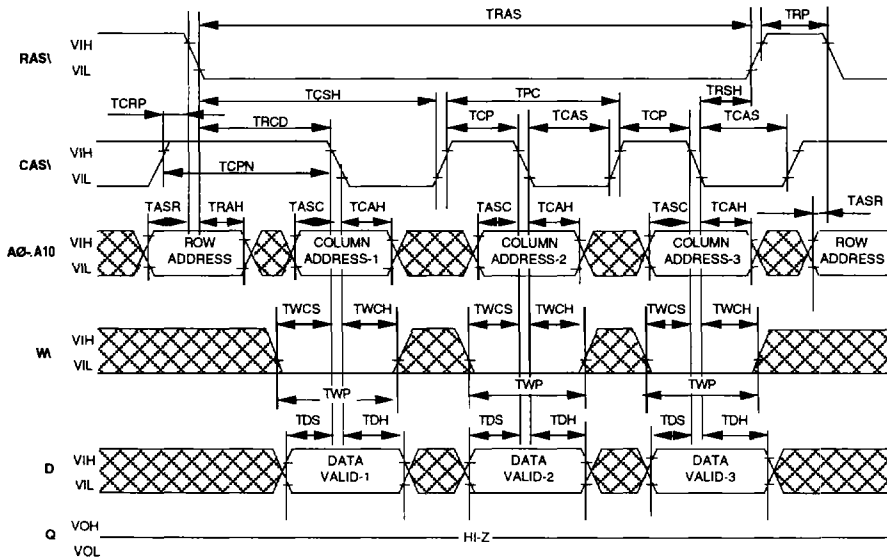 TRAS
TRP
RAS\
VIH
VIL
TCSH
TPC
TRSH
TCRP
TRCD
TCP
TCAS
TCP
TCAS
CAS\
VIH
VIL
TCPN
TASR
TRAH
TASC
TCAH
TASC
TCAH
TASC
TCAH
TASR
AØ-A10
VIH
VIL
ROW
ADDRESS
COLUMN
ADDRESS-1
COLUMN
ADDRESS-2
COLUMN
ADDRESS-3
ROW
ADDRESS
TWCS
TWCH
TWCS
TWCH
TWCS
TWCH
W\
VIH
VIL
TWP
TWP
TWP
TDS
TDH
TDS
TDH
TDS
TDH
D
VIH
VIL
DATA
VALID-1
DATA
VALID-2
DATA
VALID-3
Q
VOH
VOL
HI-Z